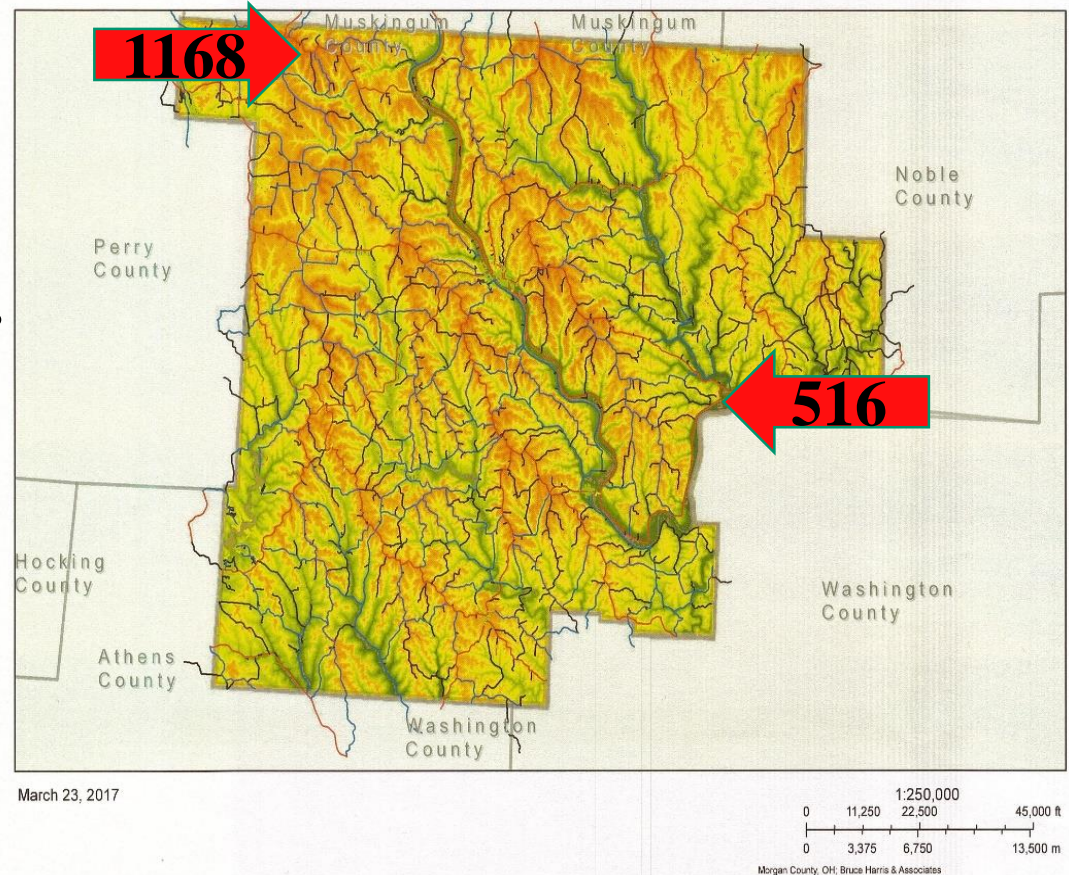 Muskingum
County
Muskingum
County
1168
Noble
County
Perry
County
516
Hocking
County
Washington
County
Athens
County
Washington
County
March 23, 2017
1:250,000
0 11,250 22,500 45,000 ft
0 3,375 6,750 13,500 m
Morgan County, OH; Bruce Harris & Associates